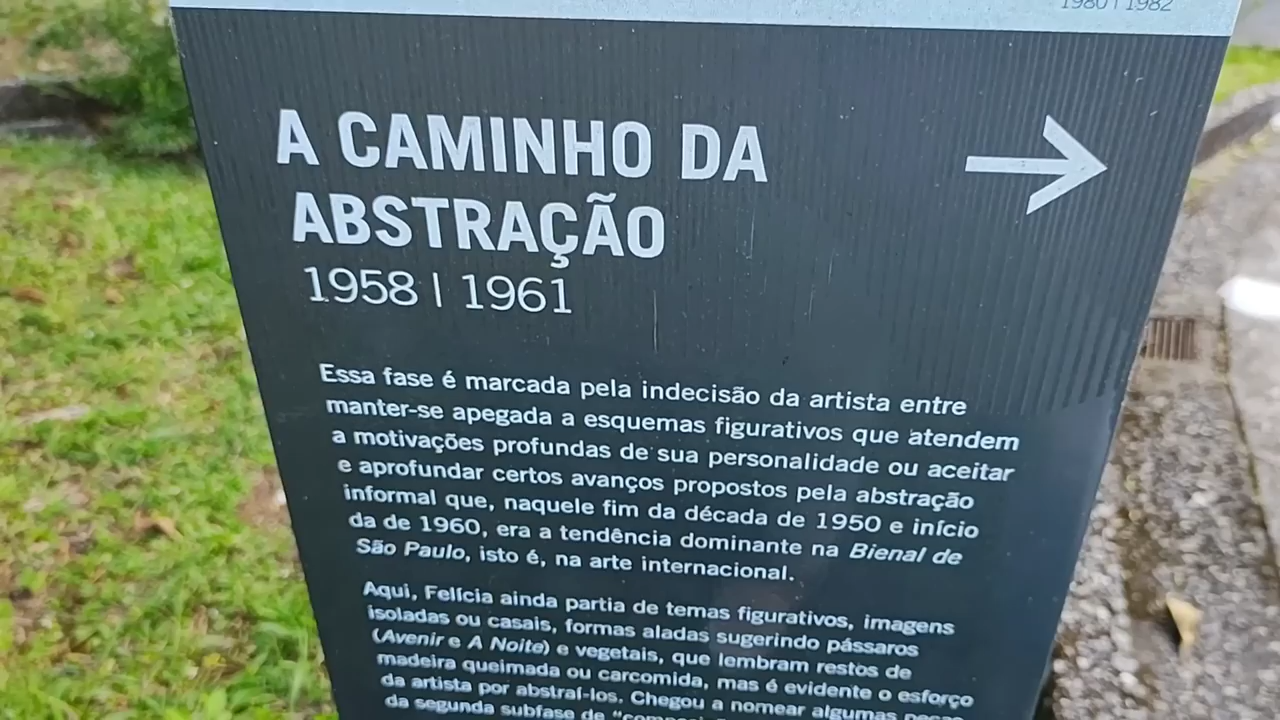 1980 | 1982
A CAMINHO DA
ABSTRAÇÃO
1958 | 1961
Essa fase é marcada pela indecisão da artista entre
manter-se apegada a esquemas figurativos que atendem
a motivações profundas de sua personalidade ou aceitar
e aprofundar certos avanços propostos pela abstração
informal que, naquele fim da década de 1950 e início
da de 1960, era a tendência dominante na Bienal de
São Paulo, isto é, na arte internacional.
Aqui, Felícia ainda partia de temas figurativos, imagens
isoladas ou casais, formas aladas sugerindo pássaros
(Avenir e A Noite) e vegetais, que lembram restos de
madeira queimada ou carcomida, mas é evidente o esforço
da artista por abstraí-los. Chegou a nomear algumas
da segunda subfase de